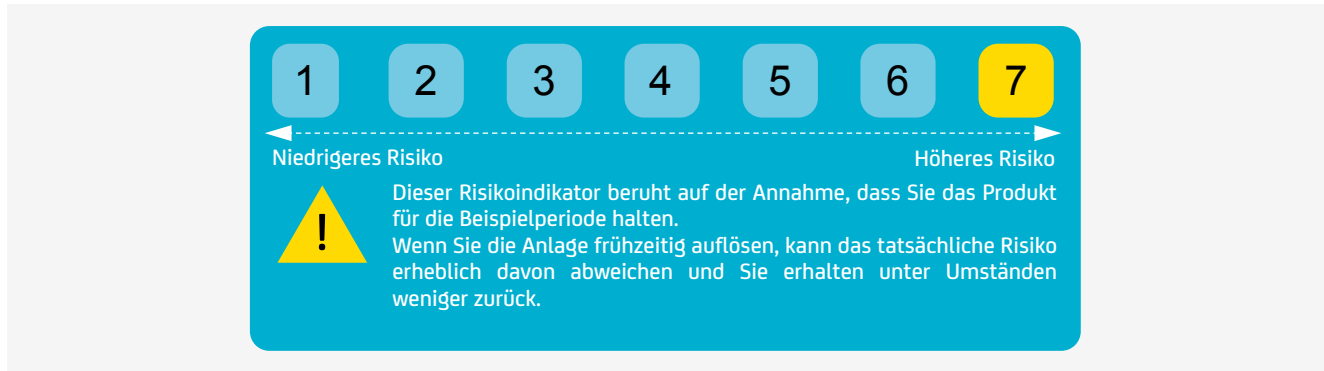 1 2 3 4 5 6 7
Niedrigeres Risiko Höheres Risiko
!
Dieser Risikoindikator beruht auf der Annahme, dass Sie das Produkt
für die Beispielperiode halten.
Wenn Sie die Anlage frühzeitig auflösen, kann das tatsächliche Risiko
erheblich davon abweichen und Sie erhalten unter Umständen
weniger zurück.